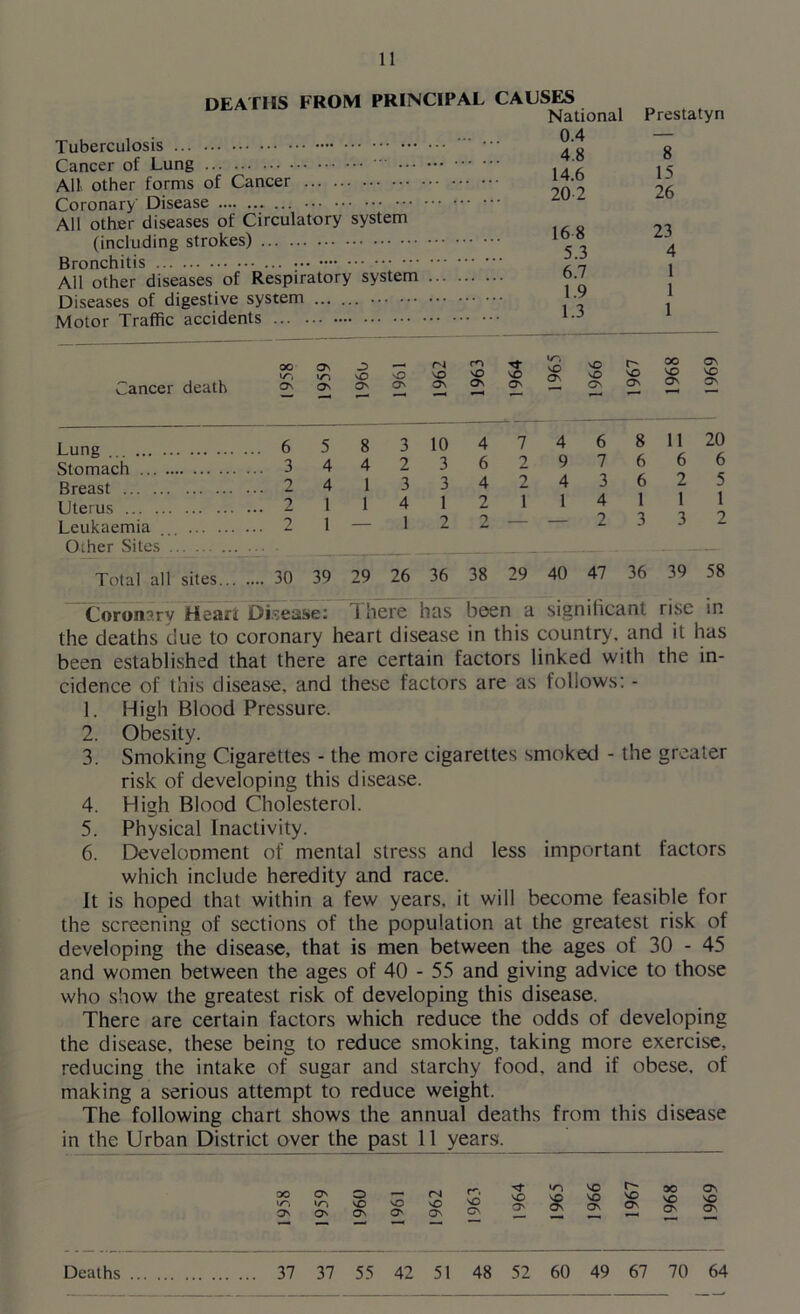 11
DEATHS FROM PRINCIPAL CAUSES
National Prestatyn
Tuberculosis ... 0.4 —
Cancer of Lung ... 4.8 8
All other forms of Cancer ... 14.6 15
Coronary Disease ... 20.2 26
All other diseases of Circulatory system
(including strokes) ... 16.8 23
Bronchitis ... 5.3 4
All other diseases of Respiratory system ... 6.7 1
Diseases of digestive system ... 1.9 1
Motor Traffic accidents ... 1.3 1
Cancer death 1958 1959 1960 1961 1962 1963 1964 1965 1966 1967 1968 1969
Lung ... 6 5 8 3 10 4 7 4 6 8 11 20
Stomach ... 3 4 4 2 3 6 2 9 7 6 6 6
Breast ... 2 4 1 3 3 4 2 4 3 6 2 5
Uterus ... 2 1 1 4 1 2 1 1 4 1 1 1
Leukaemia ... 2 1 — 1 2 2 — — 2 3 3 2
Other Sites ...
Total all sites... 30 39 29 26 36 38 29 40 47 36 39 58
Coronary Heart Disease: There has been a significant rise in
the deaths due to coronary heart disease in this country, and it has
been established that there are certain factors linked with the in-
cidence of this disease, and these factors are as follows: -
1. High Blood Pressure.
2. Obesity.
3. Smoking Cigarettes - the more cigarettes smoked - the greater
risk of developing this disease.
4. High Blood Cholesterol.
5. Physical Inactivity.
6. Development of mental stress and less important factors
which include heredity and race.
It is hoped that within a few years, it will become feasible for
the screening of sections of the population at the greatest risk of
developing the disease, that is men between the ages of 30 - 45
and women between the ages of 40 - 55 and giving advice to those
who show the greatest risk of developing this disease.
There are certain factors which reduce the odds of developing
the disease, these being to reduce smoking, taking more exercise,
reducing the intake of sugar and starchy food, and if obese, of
making a serious attempt to reduce weight.
The following chart shows the annual deaths from this disease
in the Urban District over the past 11 years.
1958 1959 1960 1961 1962 1963 1964 1965 1966 1967 1968 1969
Deaths ... 37 37 55 42 51 48 52 60 49 67 70 64